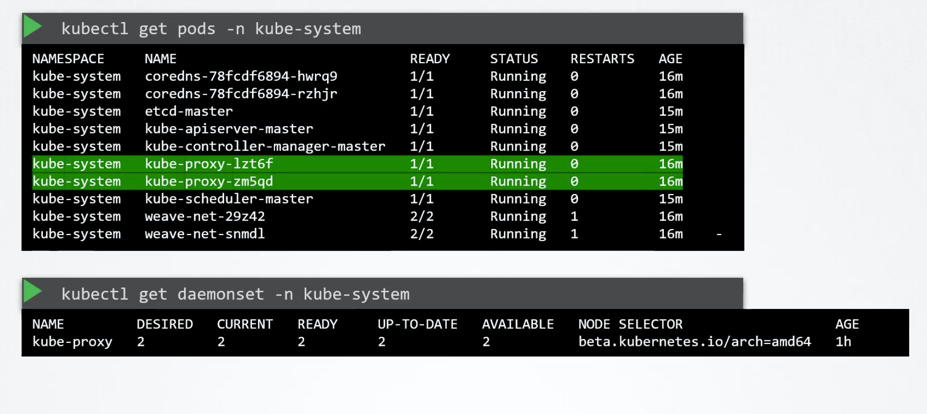 kubectl get pods -n kube-system
NAMESPACE NAME READY STATUS RESTARTS AGE
kube-system coredns-78fcdf6894-hwrq9 1/1 Running 0 16m
kube-system coredns-78fcdf6894-rzhjr 1/1 Running 0 16m
kube-system etcd-master 1/1 Running 0 15m
kube-system kube-apiserver-master 1/1 Running 0 15m
kube-system kube-controller-manager-master 1/1 Running 0 15m
kube-system kube-proxy-lzt6f 1/1 Running 0 16m
kube-system kube-proxy-zm5qd 1/1 Running 0 16m
kube-system kube-scheduler-master 1/1 Running 0 15m
kube-system weave-net-29z42 2/2 Running 1 16m
kube-system weave-net-snmdl 2/2 Running 1 16m -
kubectl get daemonset -n kube-system
NAME DESIRED CURRENT READY UP-TO-DATE AVAILABLE NODE SELECTOR AGE
kube-proxy 2 2 2 2 2 beta.kubernetes.io/arch=amd64 1h